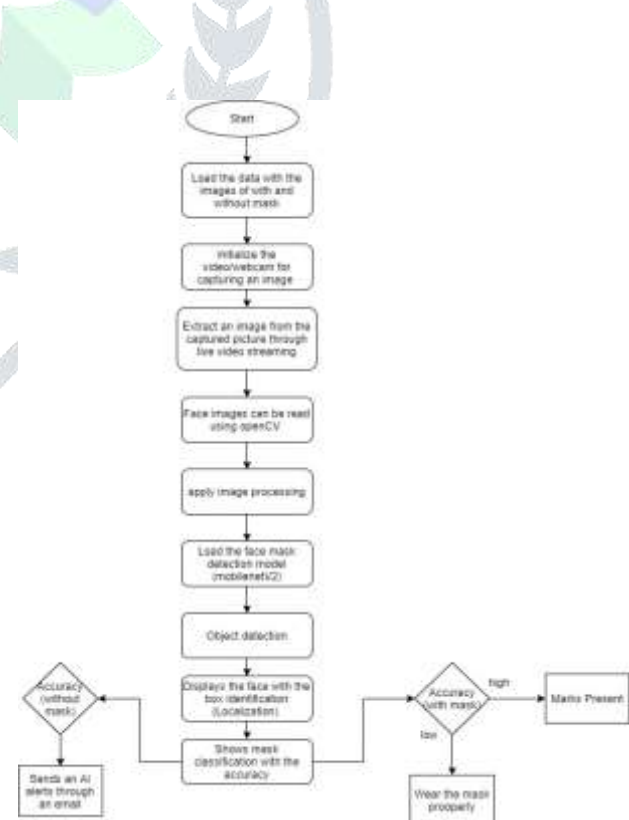 Start
Load the data with the
images of with and
without mask
initialize the
video/webcam for
capturing an image
Extract an image from the
captured picture through
live video streaming
Face images can be read
using openCV
apply image processing
Load the face mask
detection model
(mobilenetV2)
Object detection
Displays the face with the
box identification
(Localization)
Shows mask
classification with the
accuracy
Accuracy
(without
mask)
Sends an AI
alerts through
an email
Accuracy
(with mask)
high
Marks Present
low
Wear the mask
prodparly